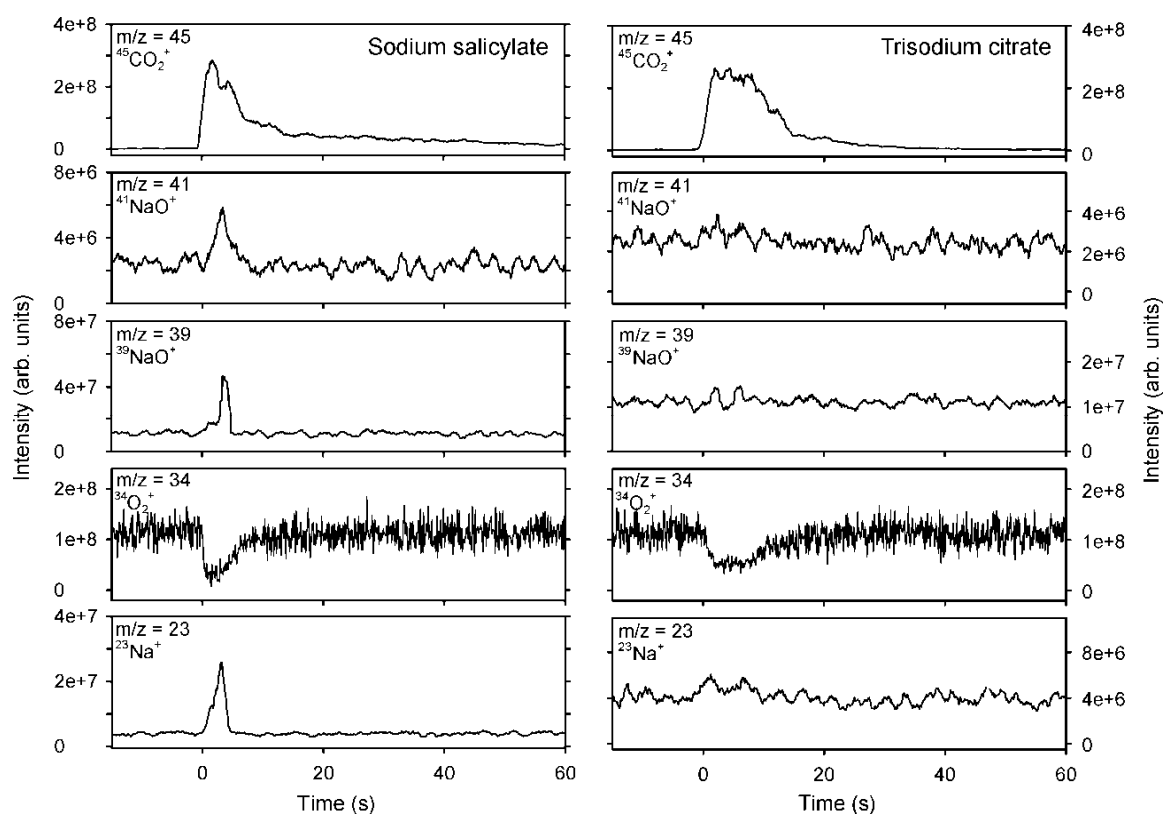 Sodium salicylate
m/z = 45
⁴⁵CO₂⁺
4e+8
2e+8
0
m/z = 41
⁴¹NaO⁺
8e+6
4e+6
0
m/z = 39
³⁹NaO⁺
8e+7
4e+7
0
m/z = 34
³⁴O₂⁺
2e+8
1e+8
0
m/z = 23
²³Na⁺
4e+7
2e+7
0
0 20 40 60
Time (s)
Intensity (arb. units)
Trisodium citrate
m/z = 45
⁴⁵CO₂⁺
4e+8
2e+8
0
m/z = 41
⁴¹NaO⁺
4e+6
2e+6
0
m/z = 39
³⁹NaO⁺
2e+7
1e+7
0
m/z = 34
³⁴O₂⁺
2e+8
1e+8
0
m/z = 23
²³Na⁺
8e+6
4e+6
0
0 20 40 60
Time (s)
Intensity (arb. units)